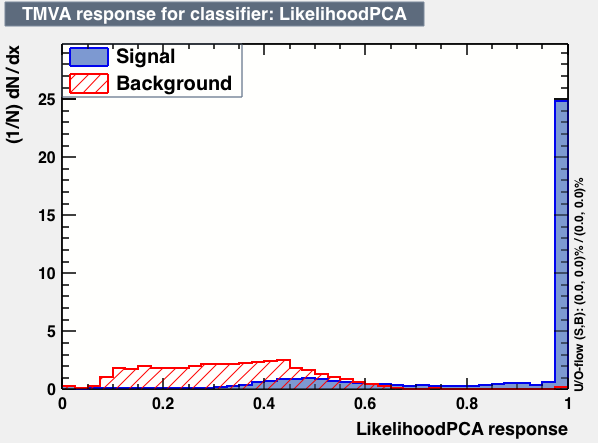 TMVA response for classifier: LikelihoodPCA
(1/N) dN/dx
Signal
Background
25
20
15
10
5
0
0 0.2 0.4 0.6 0.8 1
LikelihoodPCA response
U/O-flow (S,B): (0.0, 0.0)% / (0.0, 0.0)%